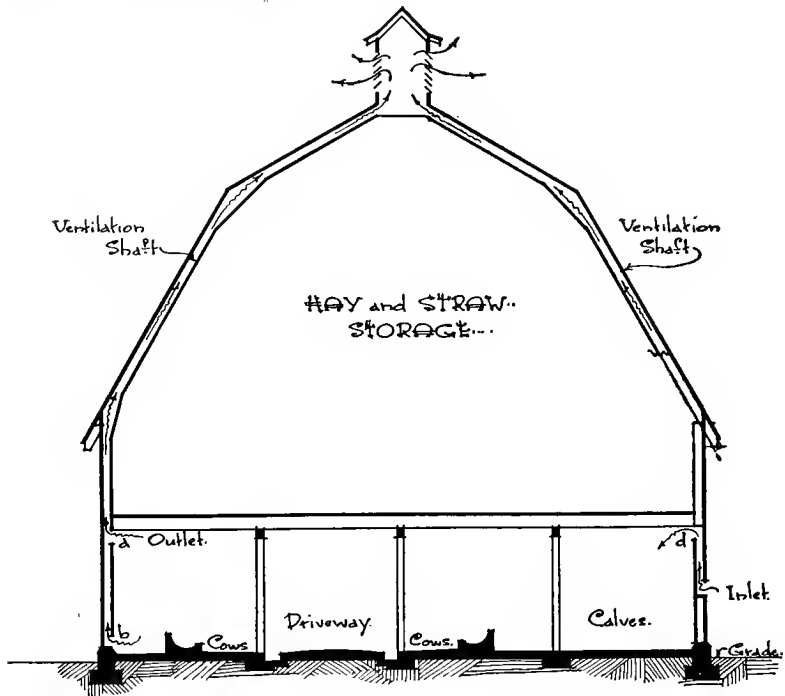 Ventilation
Shaft
Ventilation
Shaft
HAY and STRAW..
STORAGE...
a Outlet.
d
Inlet.
b
Cows
Driveway.
Cows.
Calves.
Grade.